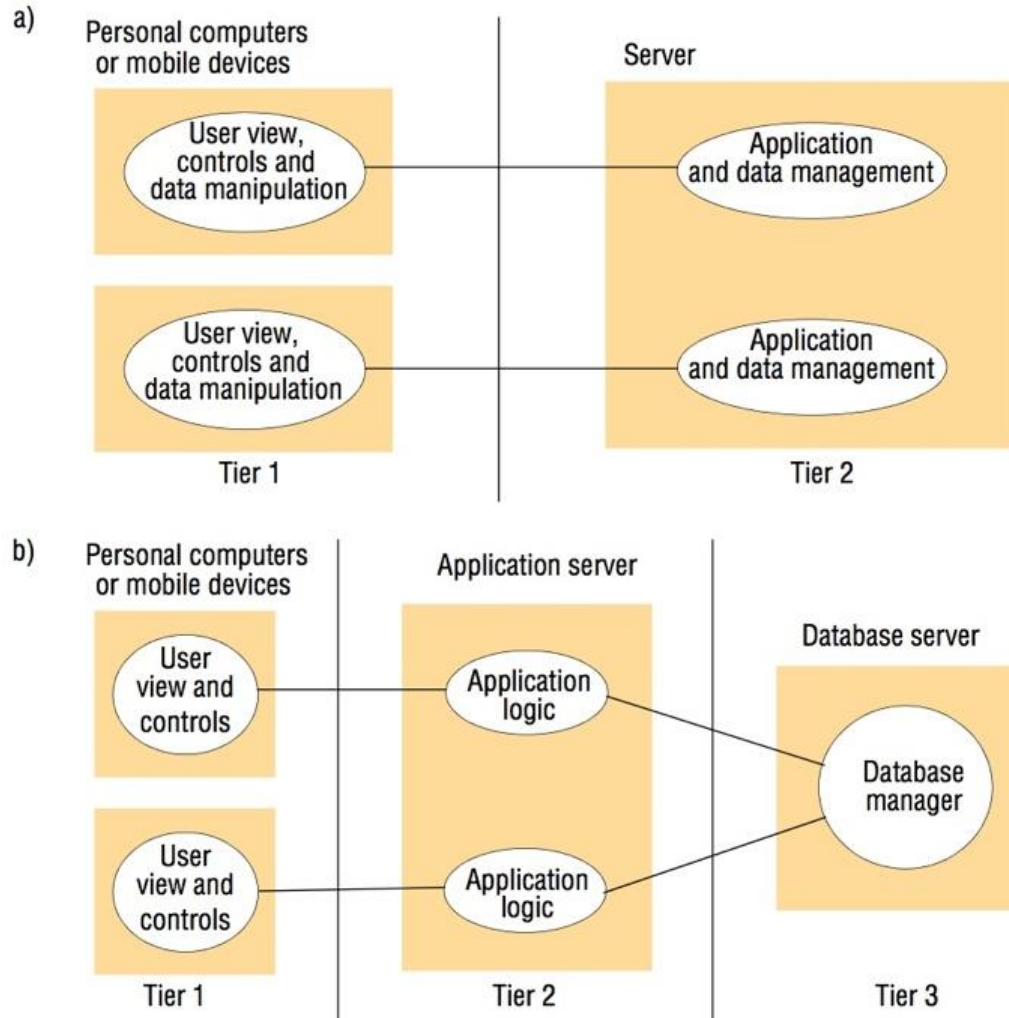 a)
Personal computers
or mobile devices
Server
User view,
controls and
data manipulation
Application
and data management
User view,
controls and
data manipulation
Application
and data management
Tier 1
Tier 2
b)
Personal computers
or mobile devices
Application server
Database server
User
view and
controls
Application
logic
Database
manager
User
view and
controls
Application
logic
Tier 1
Tier 2
Tier 3